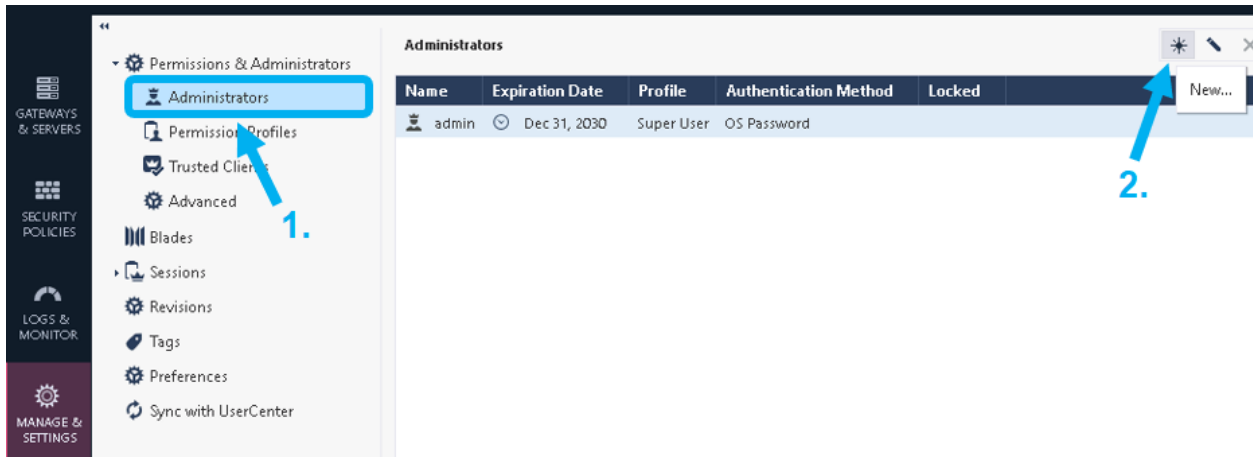 GATEWAYS
& SERVERS
SECURITY
POLICIES
LOGS &
MONITOR
MANAGE &
SETTINGS
Permissions & Administrators
Administrators
Permission Profiles
Trusted Clients
Advanced
Blades
Sessions
Revisions
Tags
Preferences
Sync with UserCenter
1.
Administrators
New...
Name Expiration Date Profile Authentication Method Locked
admin Dec 31, 2030 Super User OS Password
2.